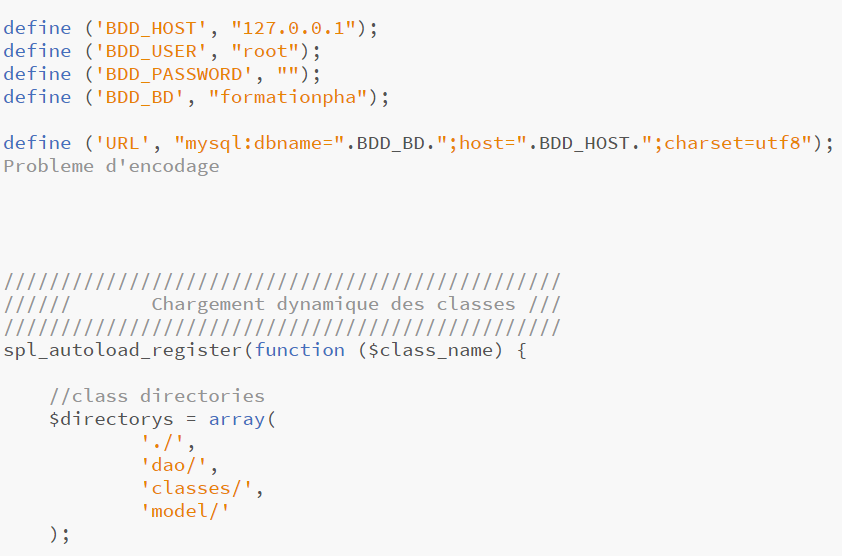 define ('BDD_HOST', "127.0.0.1");
define ('BDD_USER', "root");
define ('BDD_PASSWORD', "");
define ('BDD_BD', "formationpha");
define ('URL', "mysql:dbname=".BDD_BD.";host=".BDD_HOST.";charset=utf8");
Probleme d'encodage
/////////////////////////////////////////////////
//////       Chargement dynamique des classes ///
/////////////////////////////////////////////////
spl_autoload_register(function ($class_name) {
    //class directories
    $directorys = array(
            './',
            'dao/',
            'classes/',
            'model/'
    );